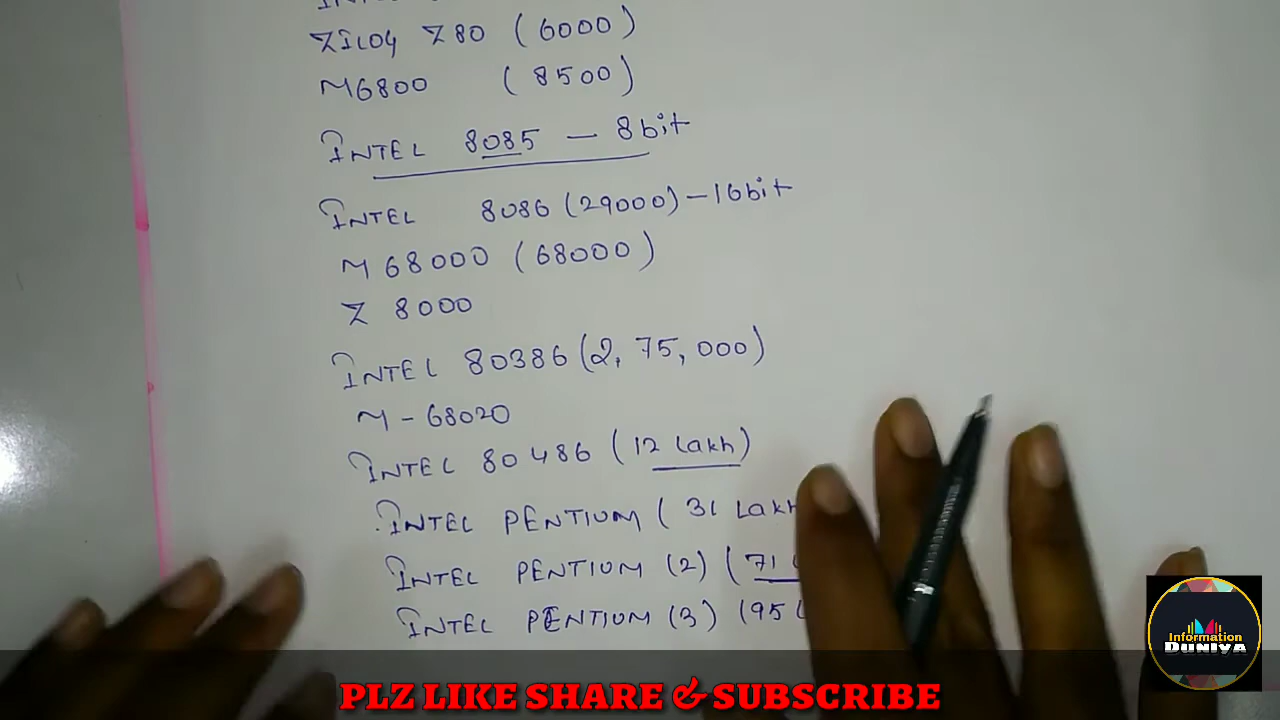 ZILOG Z80 (6000)
M6800 (8500)
INTEL 8085 — 8bit
INTEL 8086 (29000) — 16bit
M 68000 (68000)
Z 8000
INTEL 80386 (2,75,000)
M - 68020
INTEL 80486 (12 Lakh)
INTEL PENTIUM ( 31 Lakh
INTEL PENTIUM (2) (71
INTEL PENTIUM (3) (95
Information
DUNIYA
PLZ LIKE SHARE & SUBSCRIBE